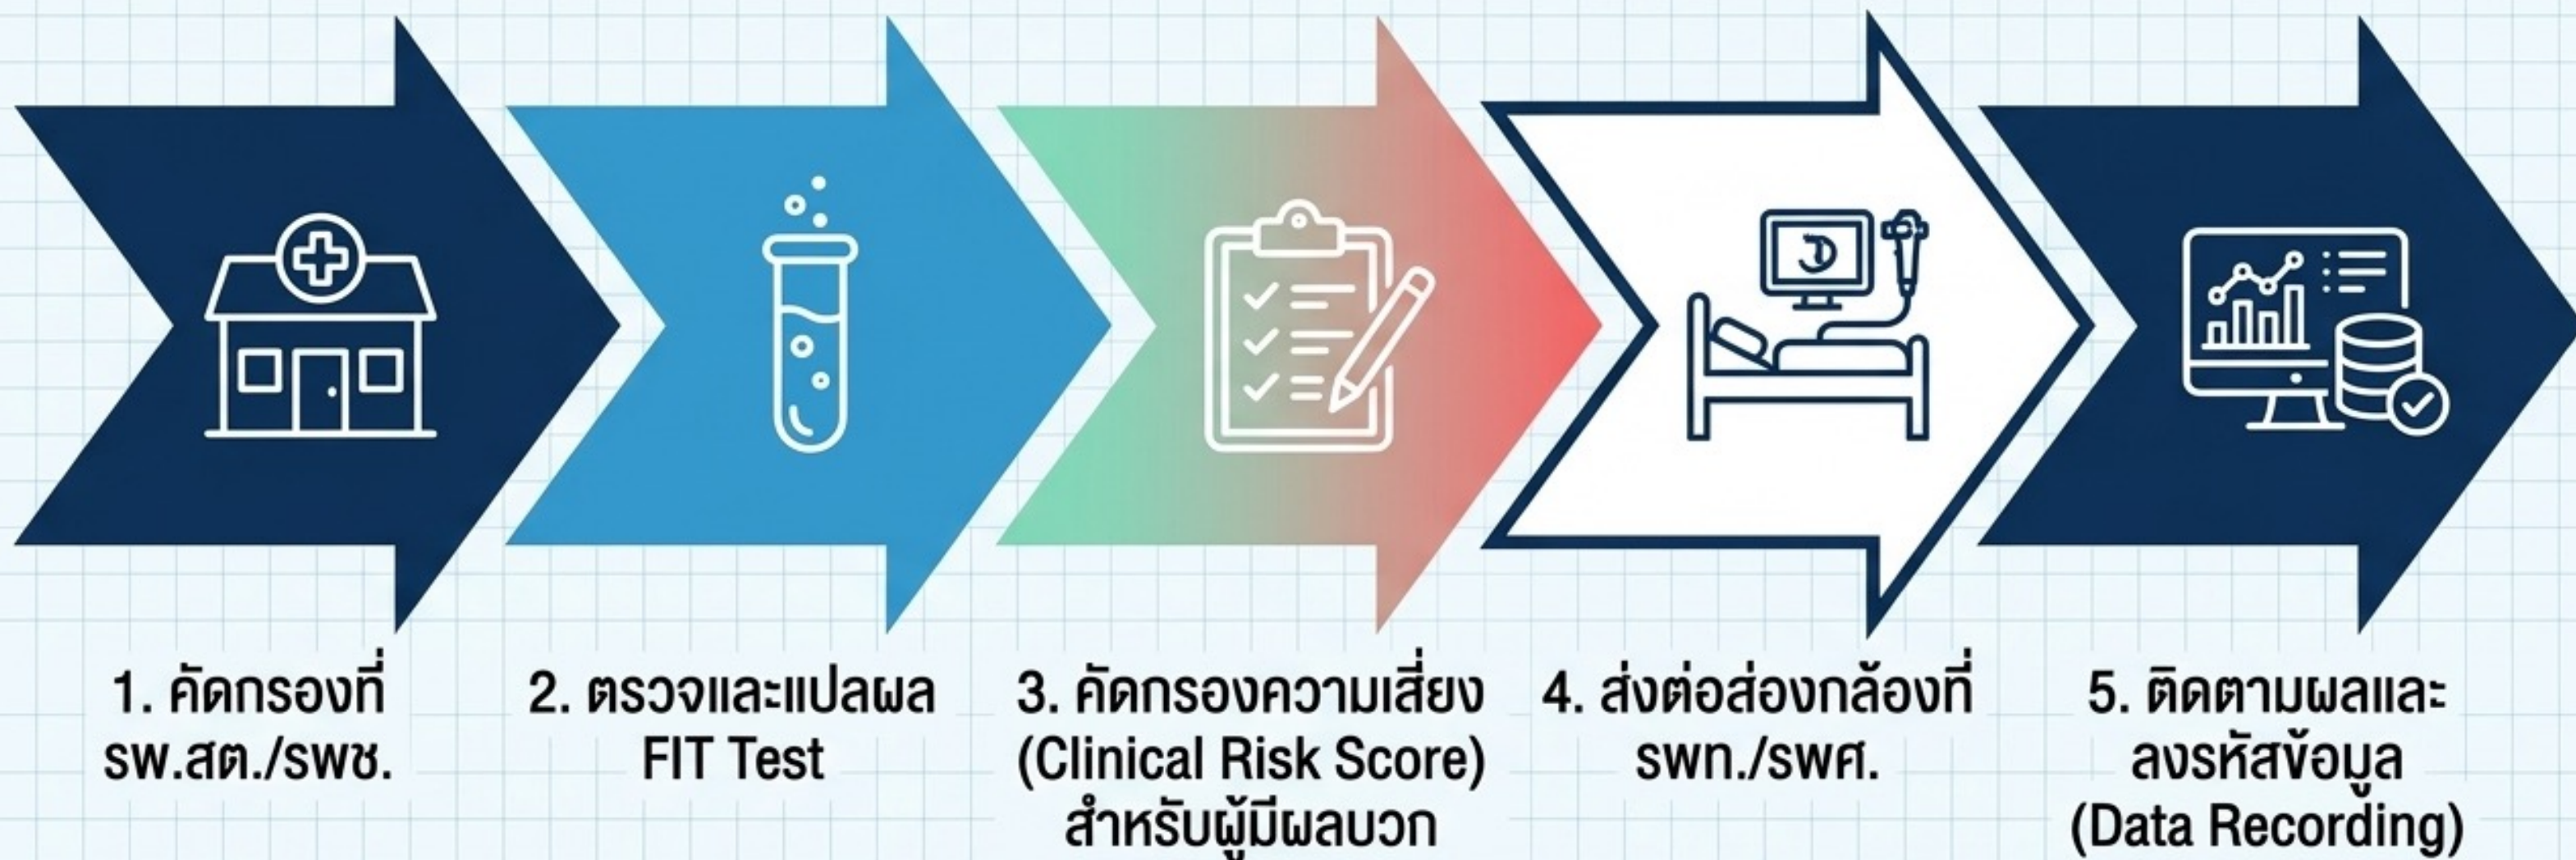 1. คัดกรองที่
รพ.สต./รพช.
2. ตรวจและแปลผล
FIT Test
3. คัดกรองความเสี่ยง
(Clinical Risk Score)
สำหรับผู้มีผลบวก
4. ส่งต่อส่องกล้องที่
รพท./รพศ.
5. ติดตามผลและ
ลงรหัสข้อมูล
(Data Recording)